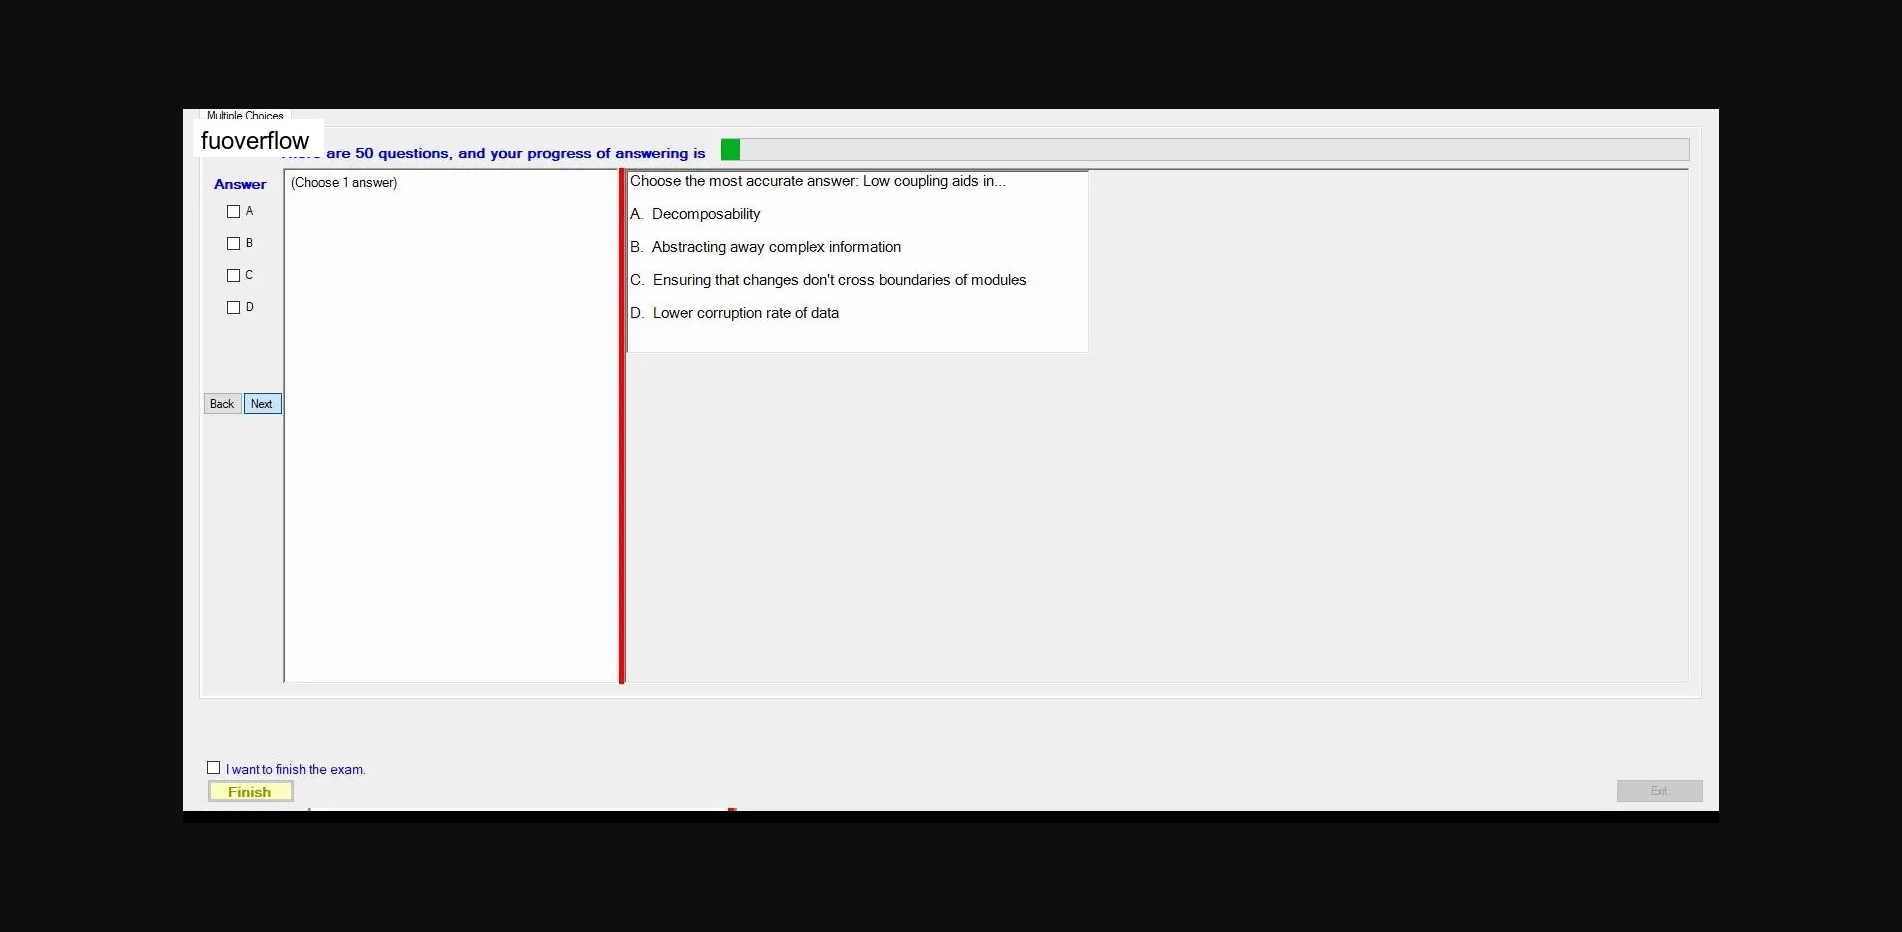 Multiple Choices
fuoverflow
are 50 questions, and your progress of answering is
Answer
(Choose 1 answer)
A
B
C
D
Back Next
Choose the most accurate answer: Low coupling aids in...
A. Decomposability
B. Abstracting away complex information
C. Ensuring that changes don't cross boundaries of modules
D. Lower corruption rate of data
I want to finish the exam.
Finish
Exit